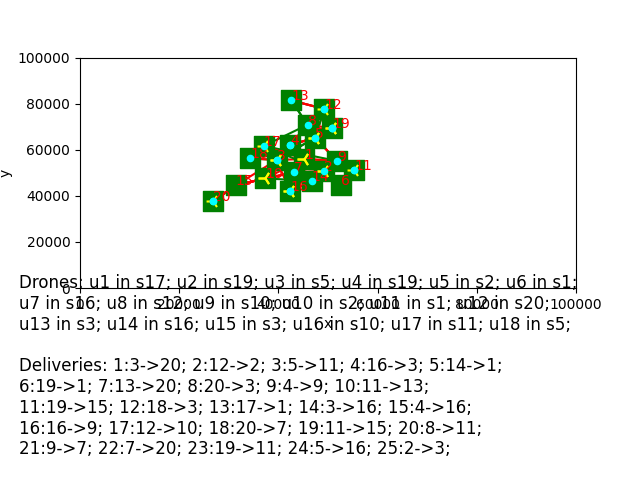 100000
80000
60000
40000
20000
0
y
20000 40000 60000 80000 100000
x
Drones: u1 in s17; u2 in s19; u3 in s5; u4 in s19; u5 in s2; u6 in s1;
u7 in s16; u8 in s12; u9 in s10; u10 in s2; u11 in s1; u12 in s20;
u13 in s3; u14 in s16; u15 in s3; u16 in s10; u17 in s11; u18 in s5;
Deliveries: 1:3->20; 2:12->2; 3:5->11; 4:16->3; 5:14->1;
6:19->1; 7:13->20; 8:20->3; 9:4->9; 10:11->13;
11:19->15; 12:18->3; 13:17->1; 14:3->16; 15:4->16;
16:16->9; 17:12->10; 18:20->7; 19:11->15; 20:8->11;
21:9->7; 22:7->20; 23:19->11; 24:5->16; 25:2->3;